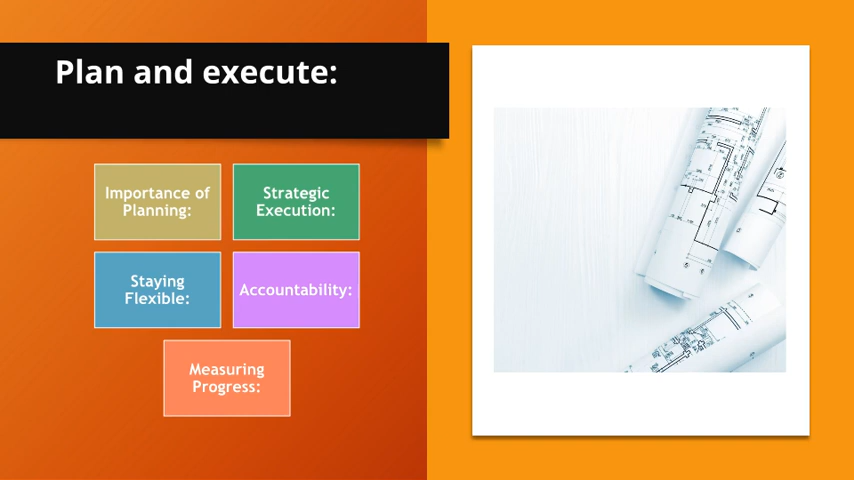 Plan and execute:
Importance of
Planning:
Strategic
Execution:
Staying
Flexible:
Accountability:
Measuring
Progress: